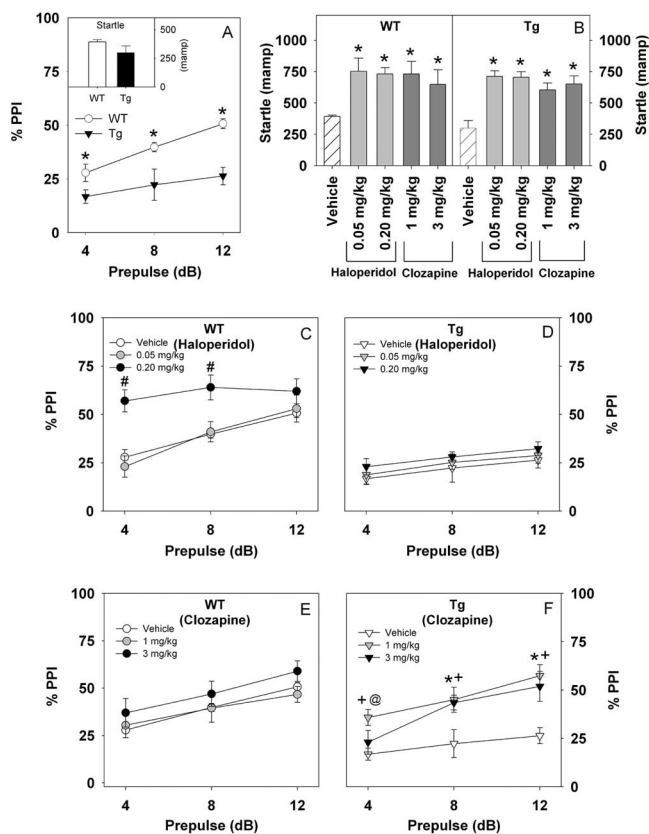 A
Startle
500
250
0
(mamp)
WT
Tg
100
75
50
25
0
% PPI
WT
Tg
*
*
*
4
8
12
Prepulse (dB)
B
WT
Tg
1000
750
500
250
0
Startle (mamp)
* * * *
* * * *
1000
750
500
250
0
Startle (mamp)
Vehicle
0.05 mg/kg
0.20 mg/kg
1 mg/kg
3 mg/kg
Vehicle
0.05 mg/kg
0.20 mg/kg
1 mg/kg
3 mg/kg
Haloperidol
Clozapine
Haloperidol
Clozapine
C
WT
(Haloperidol)
Vehicle
0.05 mg/kg
0.20 mg/kg
#
#
100
75
50
25
0
% PPI
4
8
12
Prepulse (dB)
D
Tg
(Haloperidol)
Vehicle
0.05 mg/kg
0.20 mg/kg
100
75
50
25
0
% PPI
4
8
12
Prepulse (dB)
E
WT
(Clozapine)
Vehicle
1 mg/kg
3 mg/kg
100
75
50
25
0
% PPI
4
8
12
Prepulse (dB)
F
Tg
(Clozapine)
Vehicle
1 mg/kg
3 mg/kg
+ @
*+
*+
100
75
50
25
0
% PPI
4
8
12
Prepulse (dB)